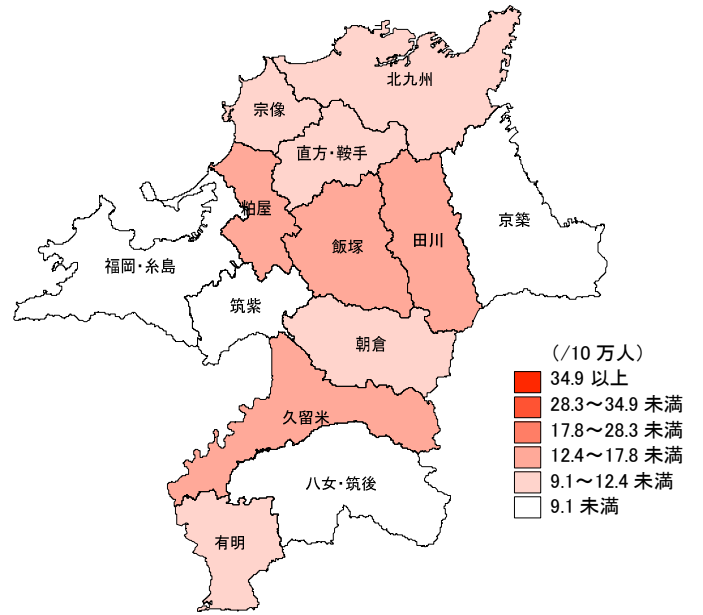 北九州
宗像
直方・鞍手
粕屋
京築
飯塚
田川
福岡・糸島
筑紫
朝倉
久留米
八女・筑後
有明
(/10 万人)
34.9 以上
28.3～34.9 未満
17.8～28.3 未満
12.4～17.8 未満
9.1～12.4 未満
9.1 未満